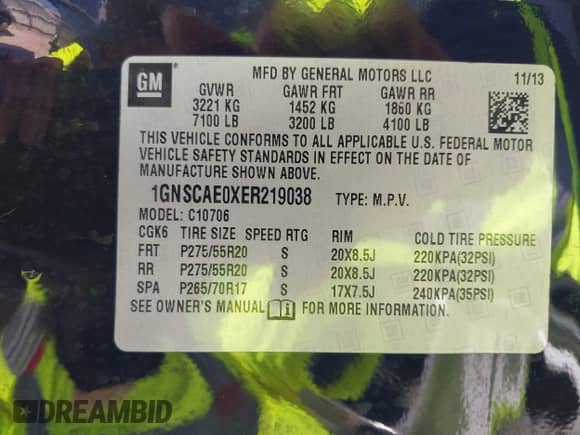 GM MFD BY GENERAL MOTORS LLC 11/13
GVWR GAWR FRT GAWR RR
3221 KG 1452 KG 1860 KG
7100 LB 3200 LB 4100 LB
THIS VEHICLE CONFORMS TO ALL APPLICABLE U.S. FEDERAL MOTOR
VEHICLE SAFETY STANDARDS IN EFFECT ON THE DATE OF
MANUFACTURE SHOWN ABOVE.
1GNSCAE0XER219038 TYPE: M.P.V.
MODEL: C10706
CGK6 TIRE SIZE SPEED RTG RIM COLD TIRE PRESSURE
FRT P275/55R20 S 20X8.5J 220KPA(32PSI)
RR P275/55R20 S 20X8.5J 220KPA(32PSI)
SPA P265/70R17 S 17X7.5J 240KPA(35PSI)
SEE OWNER'S MANUAL FOR MORE INFORMATION.
DREAMBID